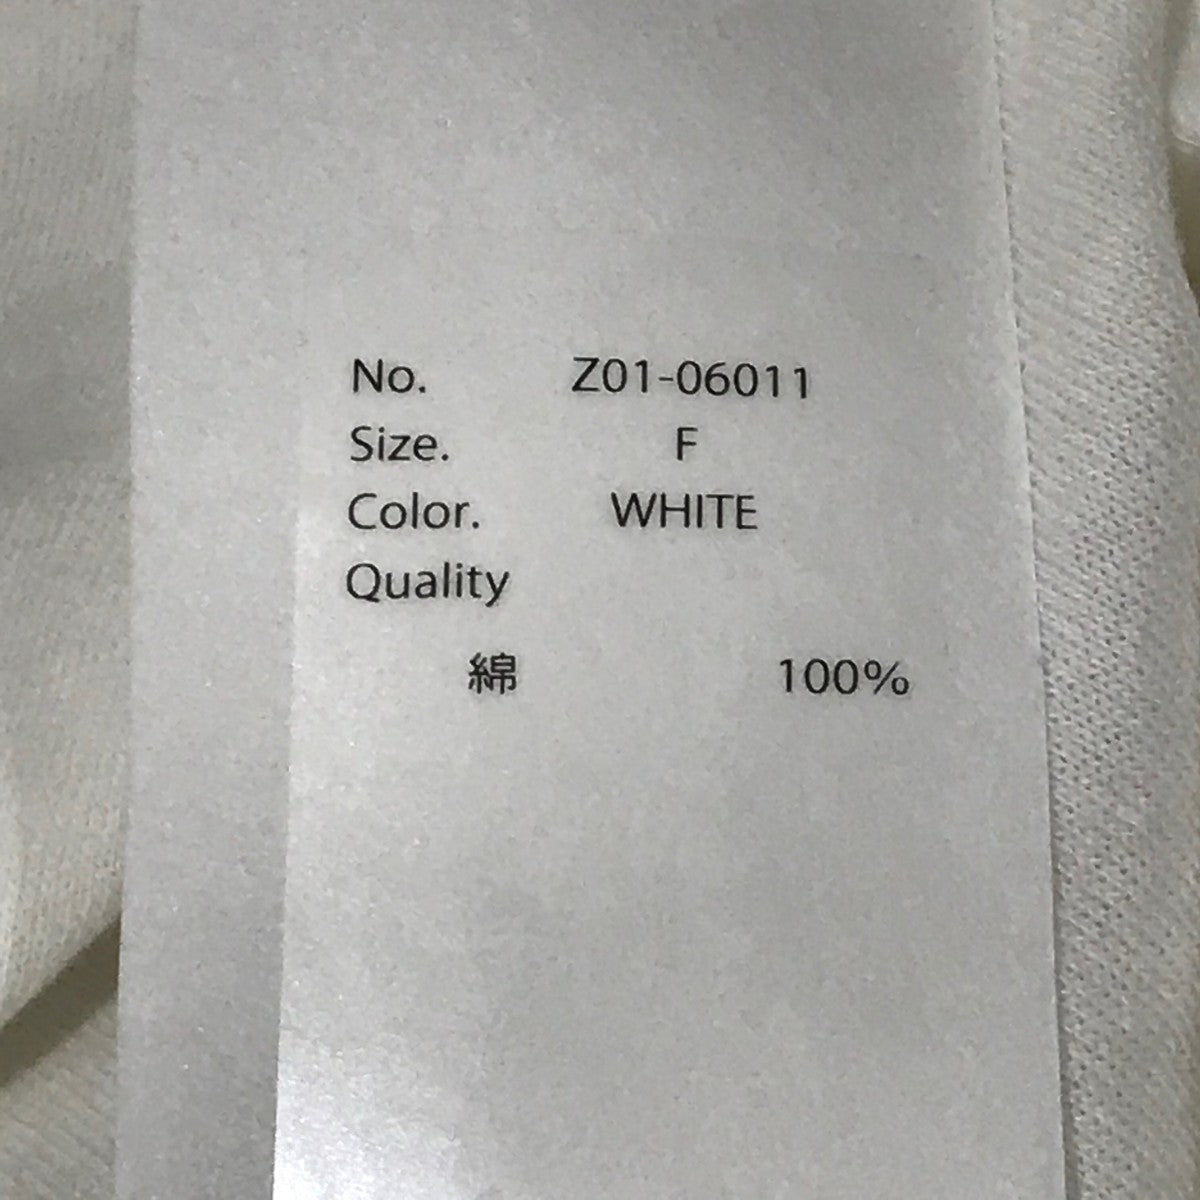 No. Z01-06011
Size. F
Color. WHITE
Quality
綿 100%